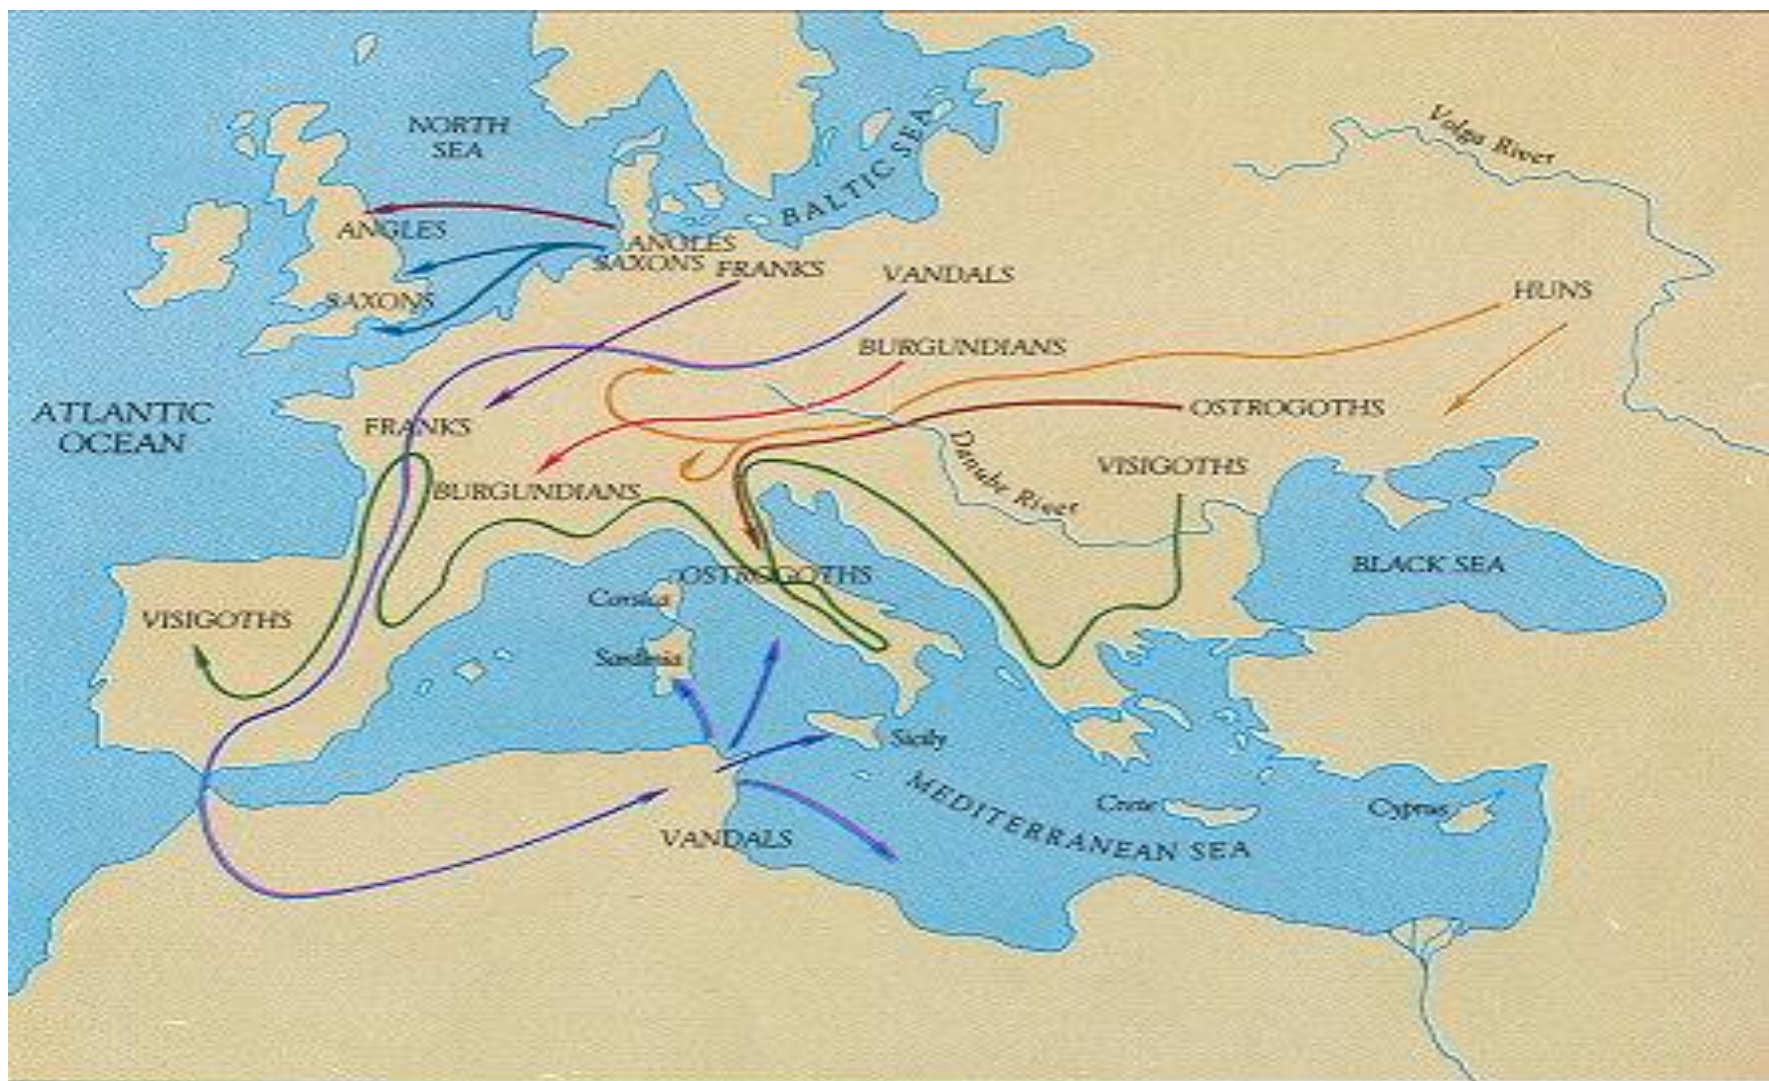 NORTH
SEA
Volga River
BALTIC SEA
ANGLES
ANGLES
SAXONS
FRANKS
VANDALS
HUNS
SAXONS
BURGUNDIANS
ATLANTIC
OCEAN
FRANKS
OSTROGOTHS
Danube River
VISIGOTHS
BURGUNDIANS
BLACK SEA
OSTROGOTHS
Corsica
VISIGOTHS
Sardinia
Sicily
MEDITERRANEAN SEA
Crete
Cyprus
VANDALS